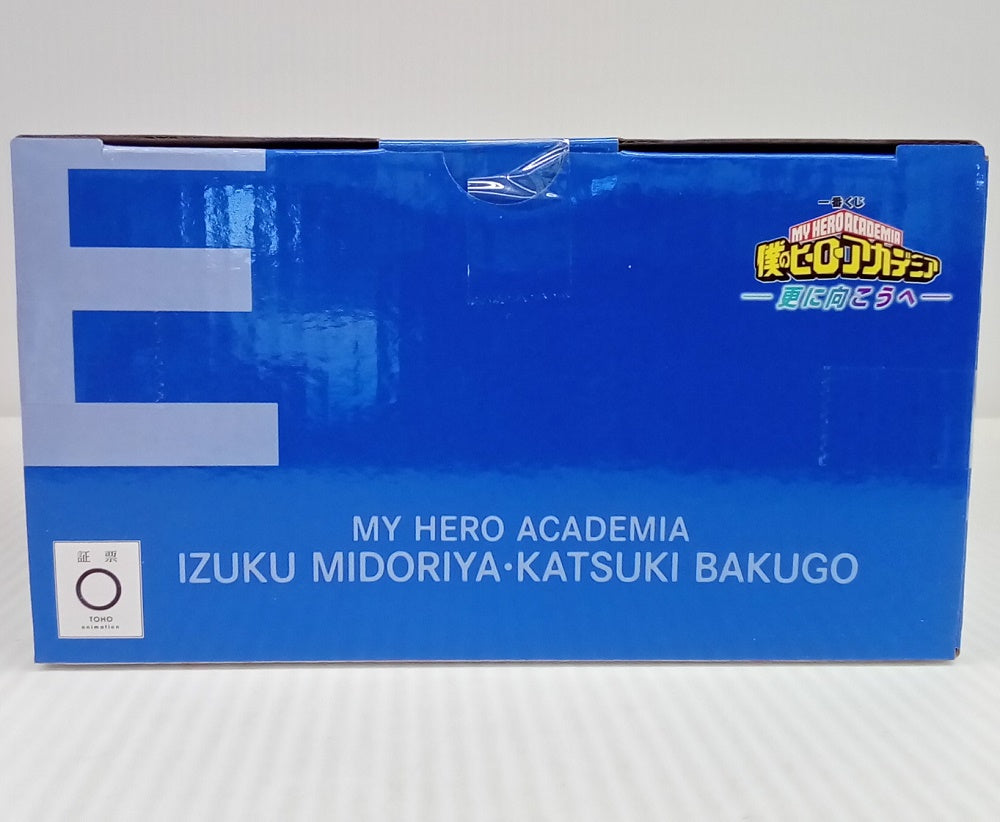 E
一番くじ
MY HERO ACADEMIA
僕のヒーローアカデミア
更に向こうへ
MY HERO ACADEMIA
IZUKU MIDORIYA・KATSUKI BAKUGO
証 票
TOHO
animation